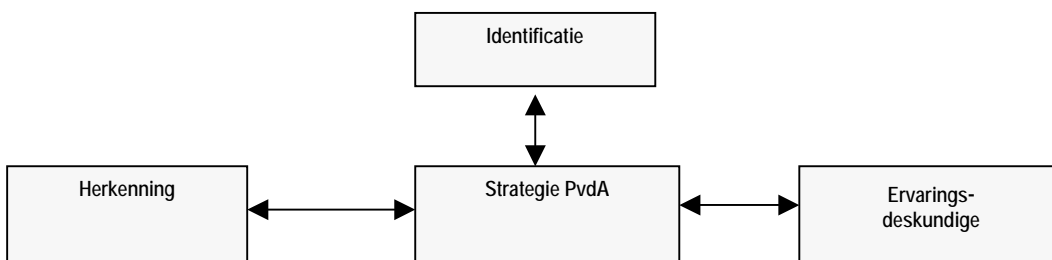 Identificatie
Herkenning
Strategie PvdA
Ervarings-
deskundige